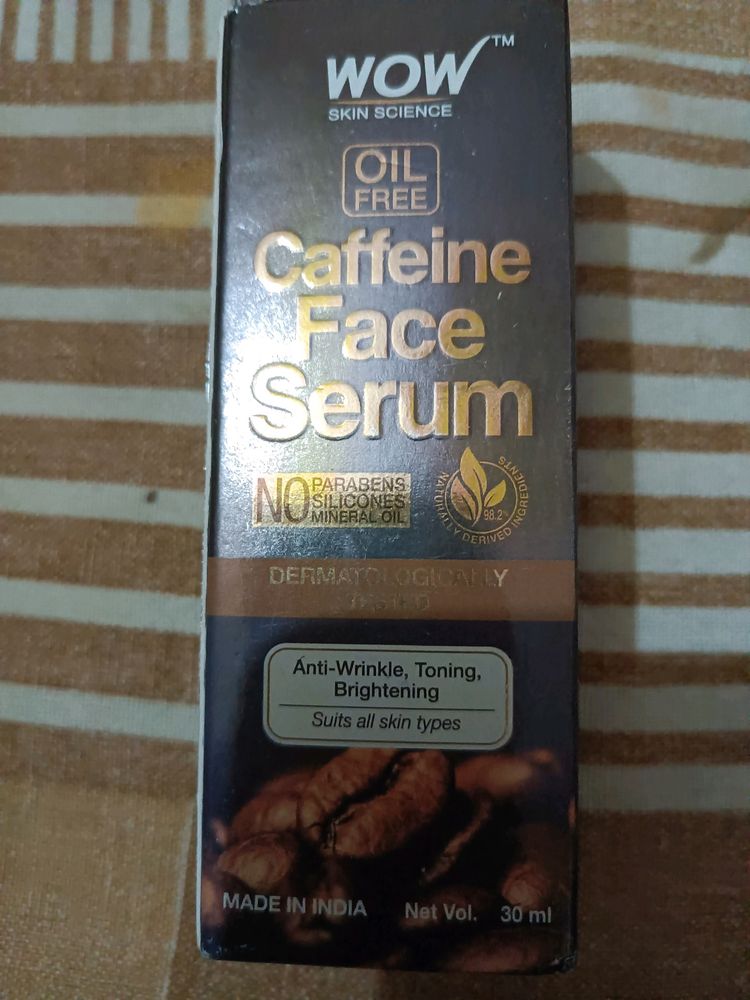 WOW™
SKIN SCIENCE
OIL
FREE
Caffeine
Face
Serum
NO PARABENS
SILICONES
MINERAL OIL
98.2%
NATURALLY DERIVED INGREDIENTS
DERMATOLOGICALLY
TESTED
Anti-Wrinkle, Toning,
Brightening
Suits all skin types
MADE IN INDIA Net Vol. 30 ml